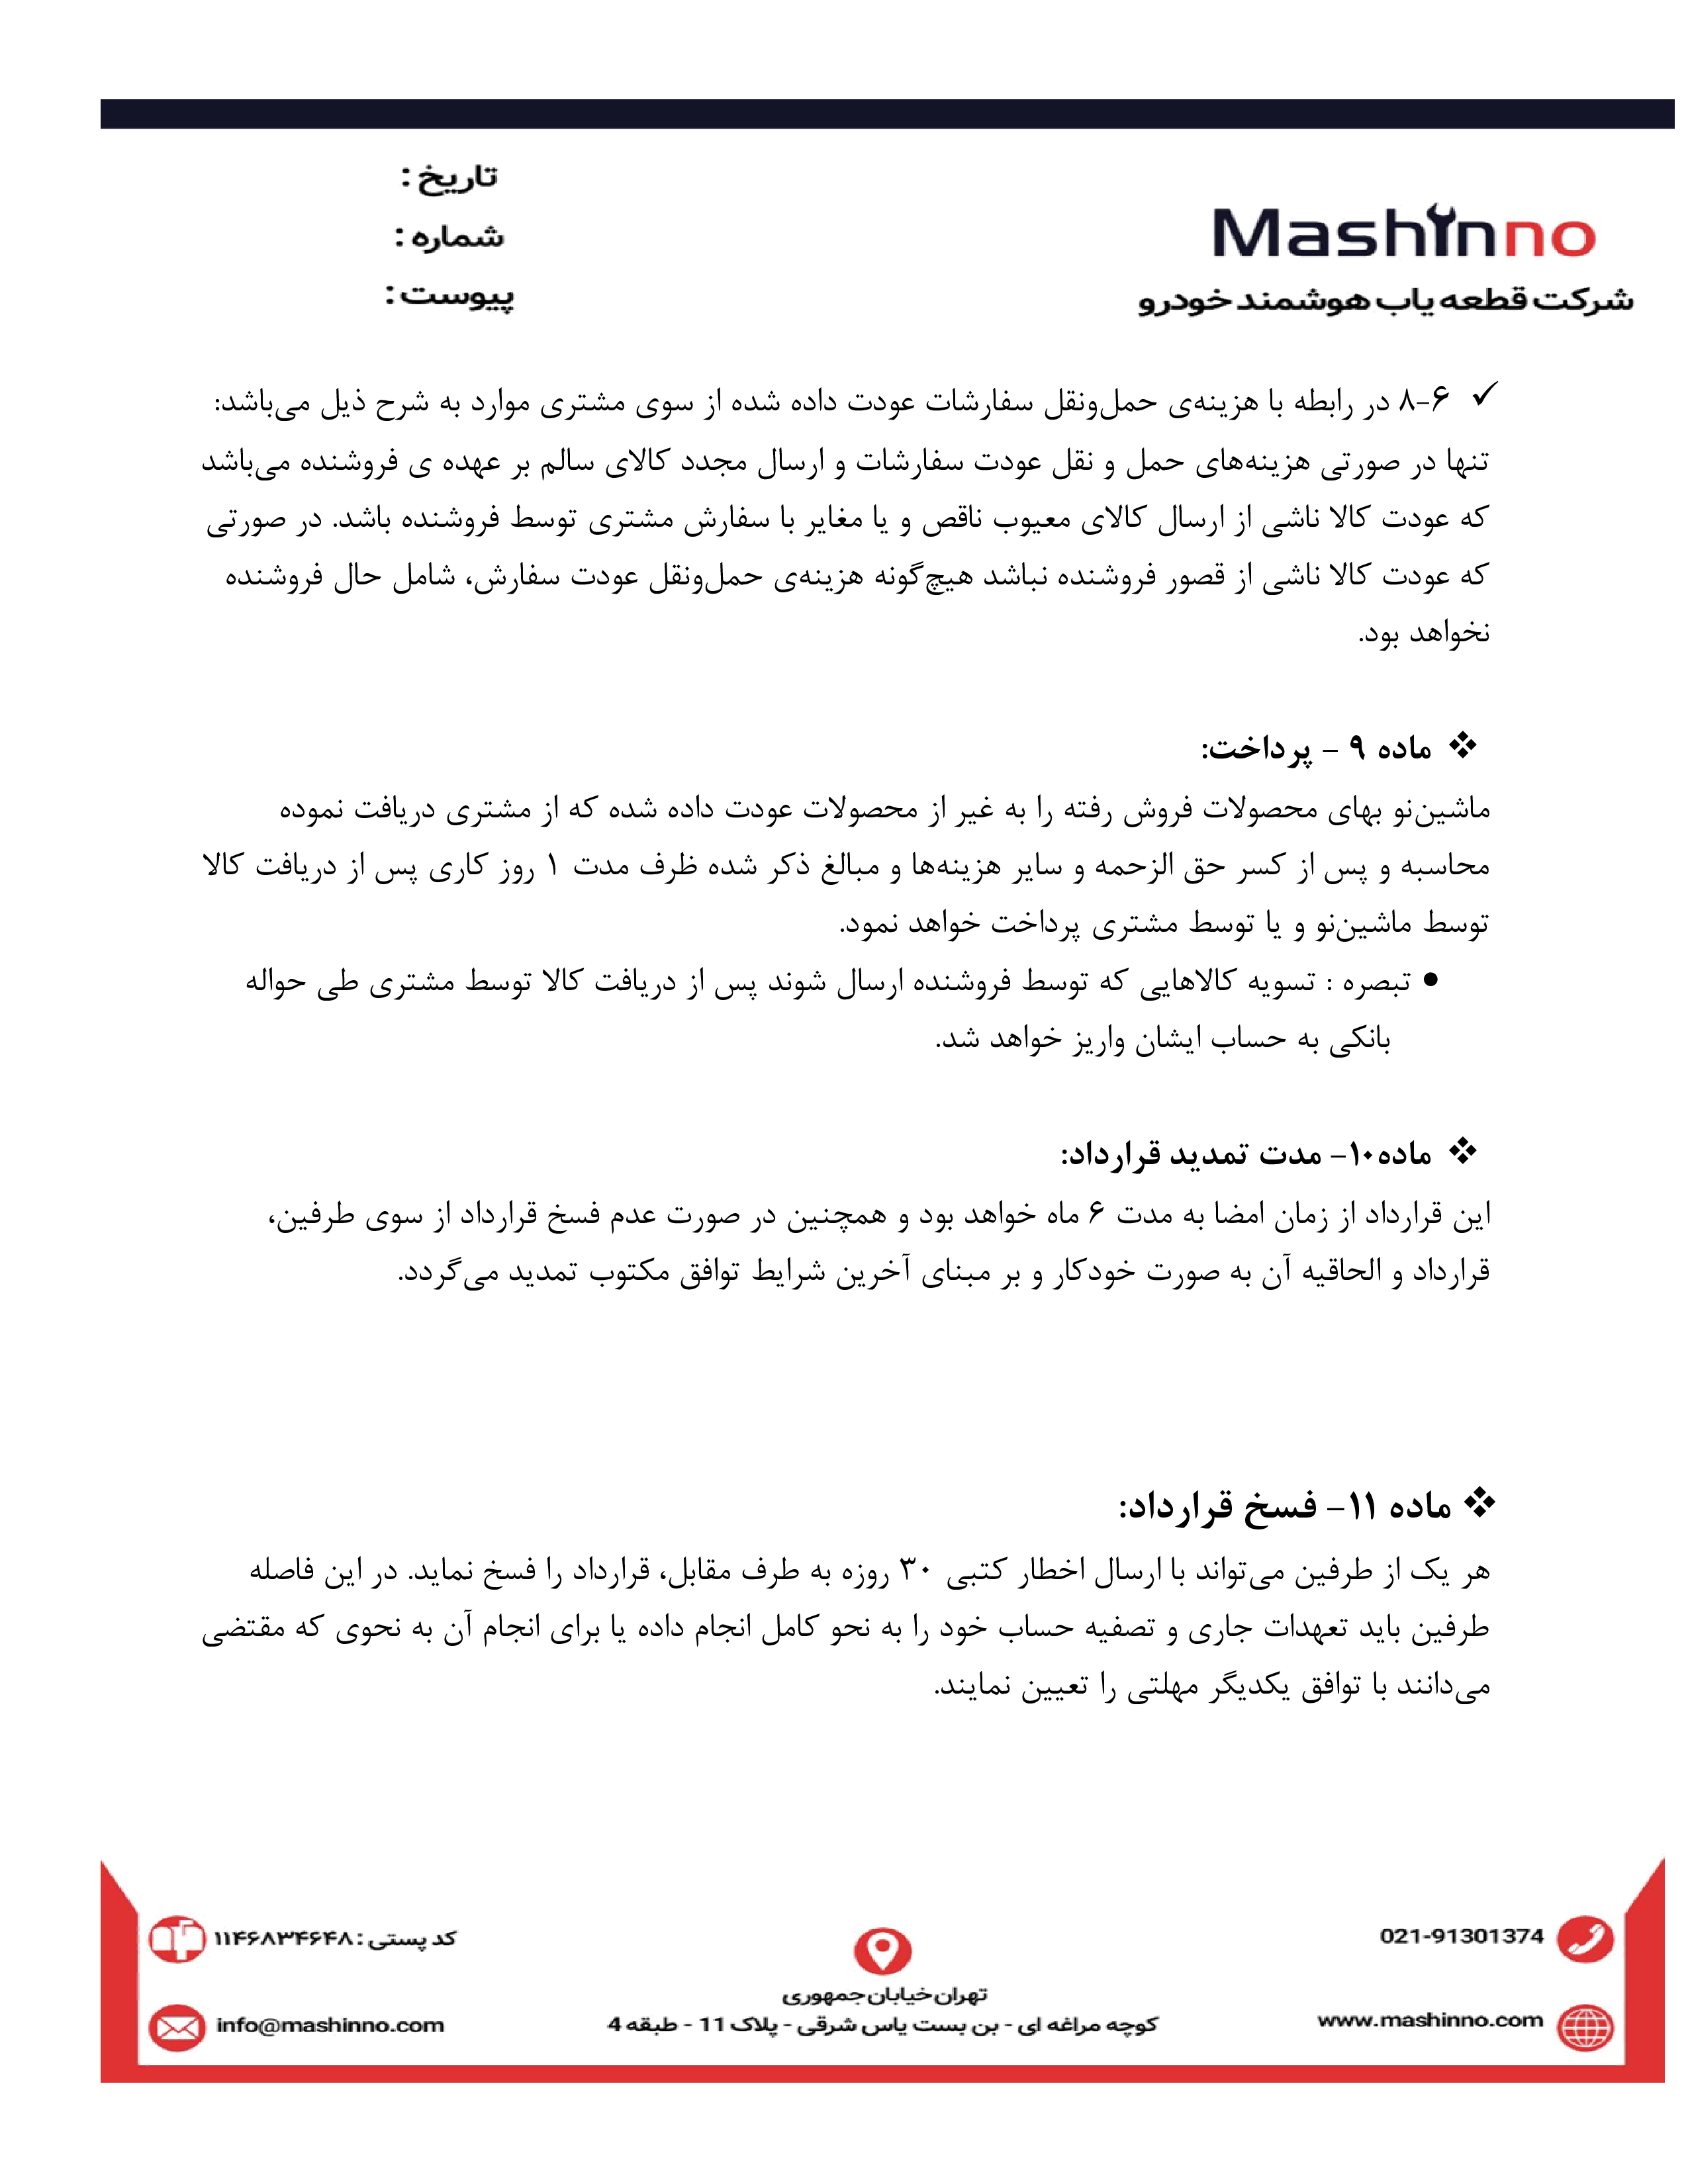 تاریخ :
شماره :
پیوست :
Mashinno
شرکت قطعه یاب هوشمند خودرو
✓ ۸-۶ در رابطه با هزینه‌ی حمل‌ونقل سفارشات عودت داده شده از سوی مشتری موارد به شرح ذیل می‌باشد:
تنها در صورتی هزینه‌های حمل و نقل عودت سفارشات و ارسال مجدد کالای سالم بر عهده ی فروشنده می‌باشد
که عودت کالا ناشی از ارسال کالای معیوب ناقص و یا مغایر با سفارش مشتری توسط فروشنده باشد. در صورتی
که عودت کالا ناشی از قصور فروشنده نباشد هیچ‌گونه هزینه‌ی حمل‌ونقل عودت سفارش، شامل حال فروشنده
نخواهد بود.
❖ ماده ۹ - پرداخت:
ماشین‌نو بهای محصولات فروش رفته را به غیر از محصولات عودت داده شده که از مشتری دریافت نموده
محاسبه و پس از کسر حق الزحمه و سایر هزینه‌ها و مبالغ ذکر شده ظرف مدت ۱ روز کاری پس از دریافت کالا
توسط ماشین‌نو و یا توسط مشتری پرداخت خواهد نمود.
● تبصره : تسویه کالاهایی که توسط فروشنده ارسال شوند پس از دریافت کالا توسط مشتری طی حواله
بانکی به حساب ایشان واریز خواهد شد.
❖ ماده۱۰- مدت تمدید قرارداد:
این قرارداد از زمان امضا به مدت ۶ ماه خواهد بود و همچنین در صورت عدم فسخ قرارداد از سوی طرفین،
قرارداد و الحاقیه آن به صورت خودکار و بر مبنای آخرین شرایط توافق مکتوب تمدید می‌گردد.
❖ ماده ۱۱- فسخ قرارداد:
هر یک از طرفین می‌تواند با ارسال اخطار کتبی ۳۰ روزه به طرف مقابل، قرارداد را فسخ نماید. در این فاصله
طرفین باید تعهدات جاری و تصفیه حساب خود را به نحو کامل انجام داده یا برای انجام آن به نحوی که مقتضی
می‌دانند با توافق یکدیگر مهلتی را تعیین نمایند.
021-91301374
www.mashinno.com
تهران خیابان جمهوری
کوچه مراغه ای - بن بست یاس شرقی - پلاک 11 - طبقه 4
کد پستی : ۱۱۴۶۸۳۴۶۴۸
info@mashinno.com